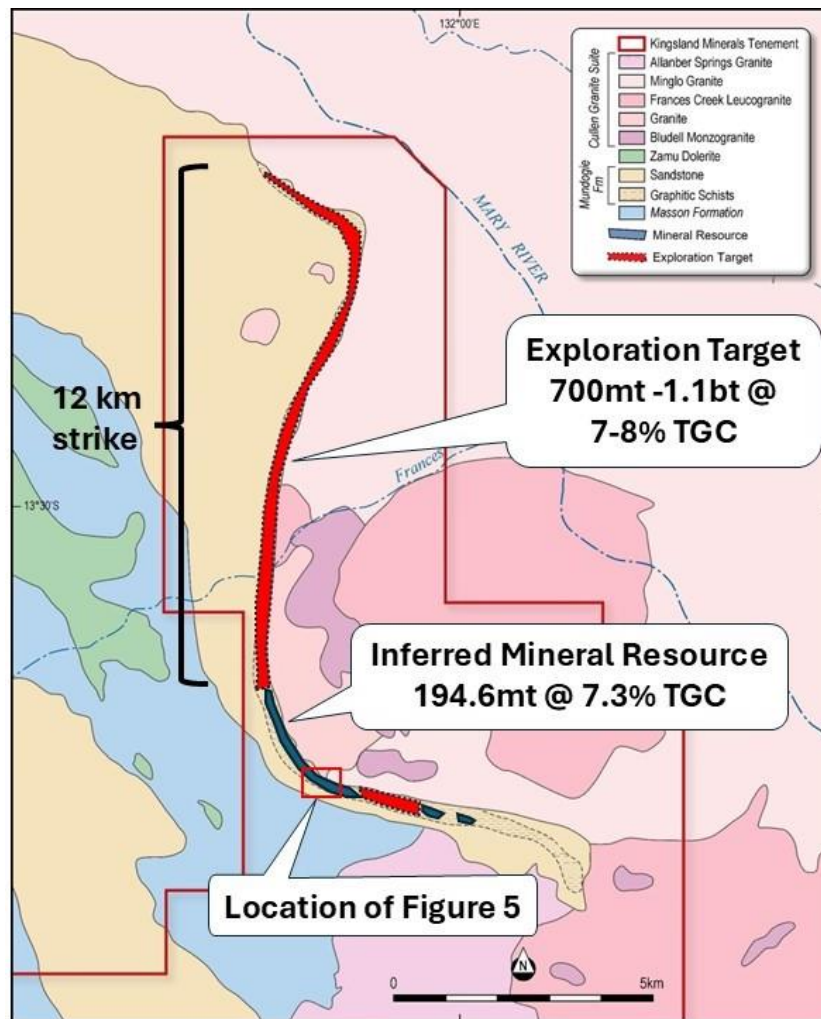 132°00'E
Kingsland Minerals Tenement
Cullen Granite Suite
Allanber Springs Granite
Minglo Granite
Frances Creek Leucogranite
Granite
Bludell Monzogranite
Zamu Dolerite
Mundogie Frm
Sandstone
Graphitic Schists
Masson Formation
Mineral Resource
Exploration Target
MARY RIVER
Exploration Target
700mt -1.1bt @
7-8% TGC
12 km
strike
Frances
13°30'S
Inferred Mineral Resource
194.6mt @ 7.3% TGC
Location of Figure 5
N
0
5km